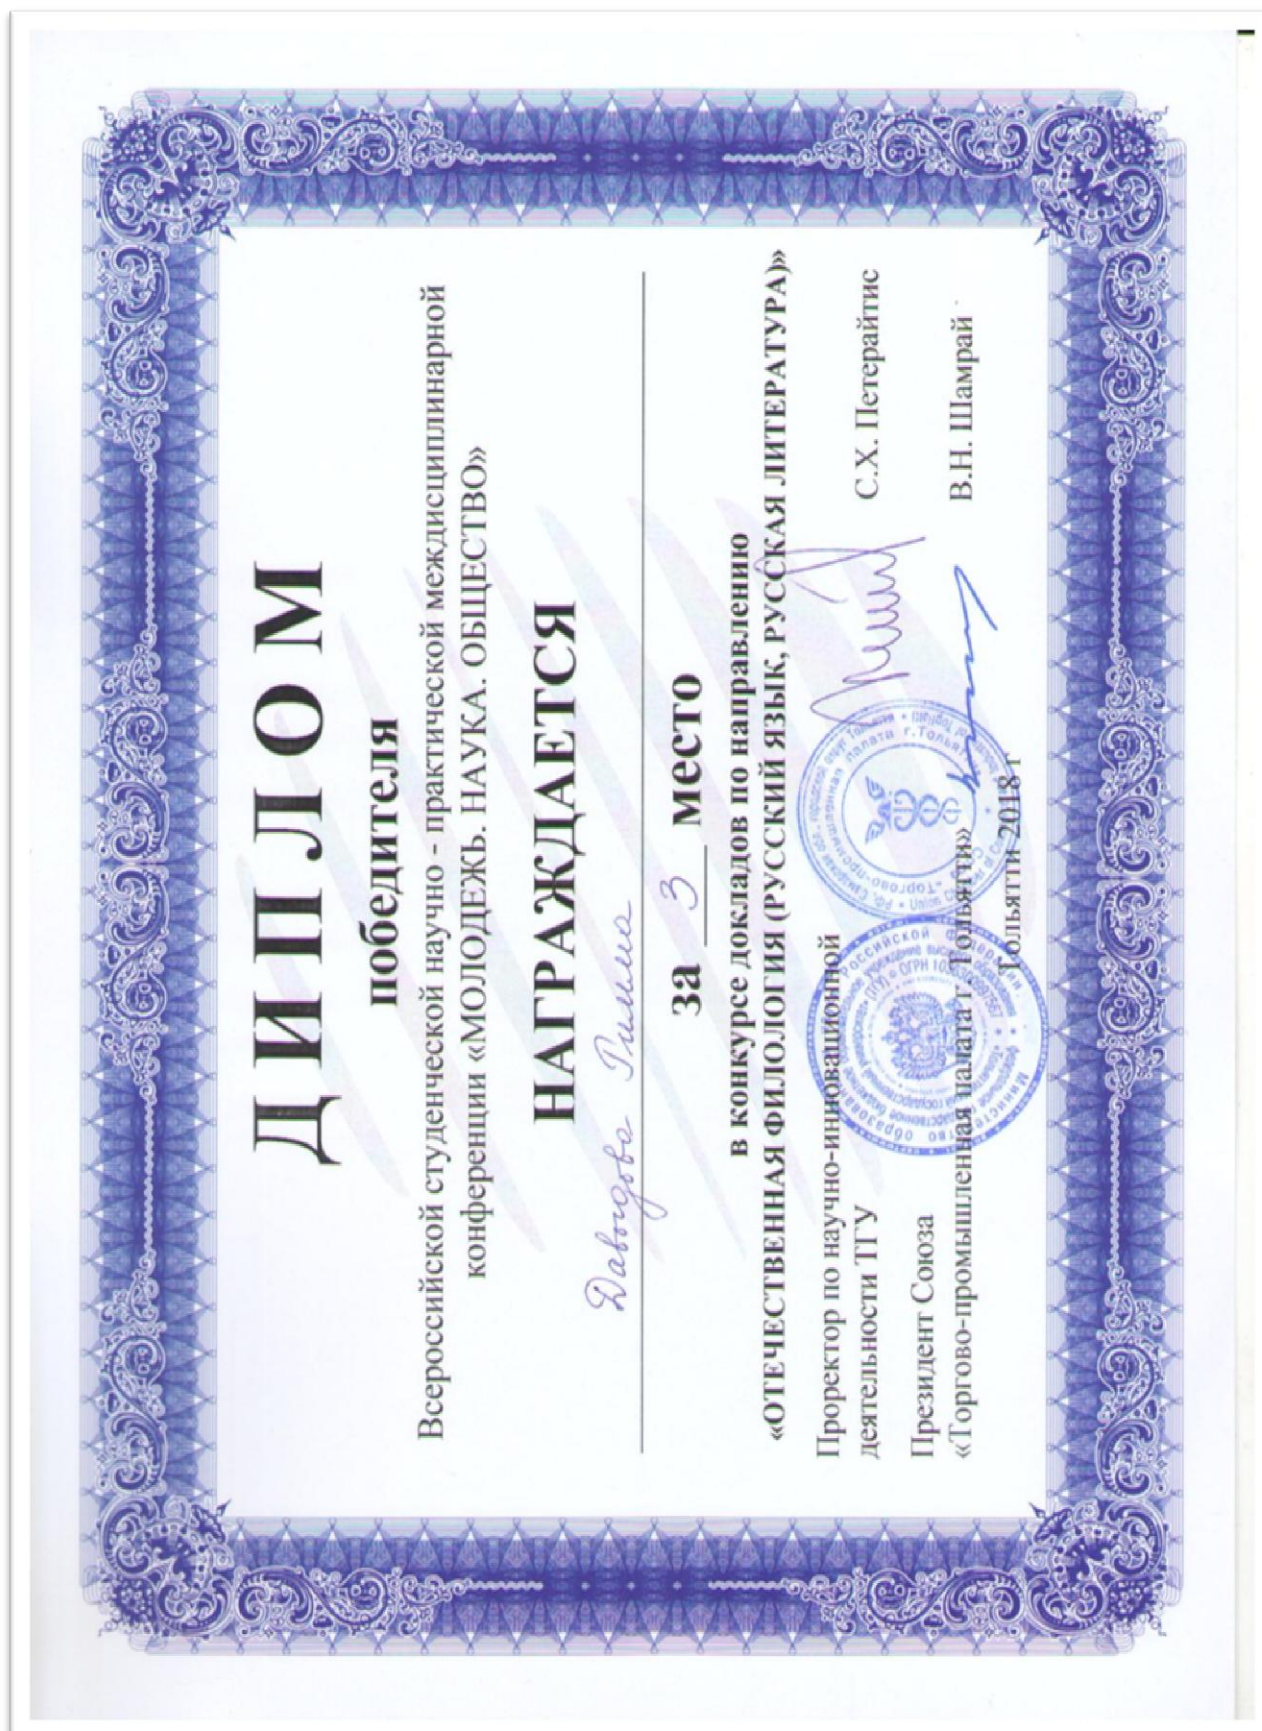 ДИПЛОМ
победителя
Всероссийской студенческой научно - практической междисциплинарной
конференции «МОЛОДЕЖЬ. НАУКА. ОБЩЕСТВО»
НАГРАЖДАЕТСЯ
Давыдова Римма
за 3 место
в конкурсе докладов по направлению
«ОТЕЧЕСТВЕННАЯ ФИЛОЛОГИЯ (РУССКИЙ ЯЗЫК, РУССКАЯ ЛИТЕРАТУРА)»
Проректор по научно-инновационной
деятельности ТГУ С.Х. Петерайтис
Президент Союза
«Торгово-промышленная палата г. Тольятти» В.Н. Шамрай
Тольятти 2018 г